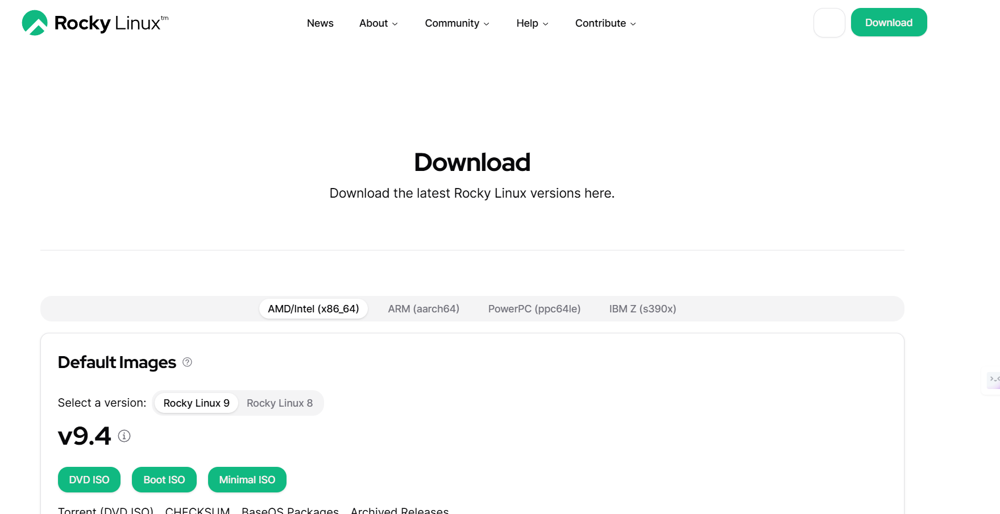 Rocky Linux™
News About Community Help Contribute Download
Download
Download the latest Rocky Linux versions here.
AMD/Intel (x86_64) ARM (aarch64) PowerPC (ppc64le) IBM Z (s390x)
Default Images
Select a version: Rocky Linux 9 Rocky Linux 8
v9.4
DVD ISO Boot ISO Minimal ISO
Torrent (DVD ISO) CHECKSUM BaseOS Packages Archived Releases